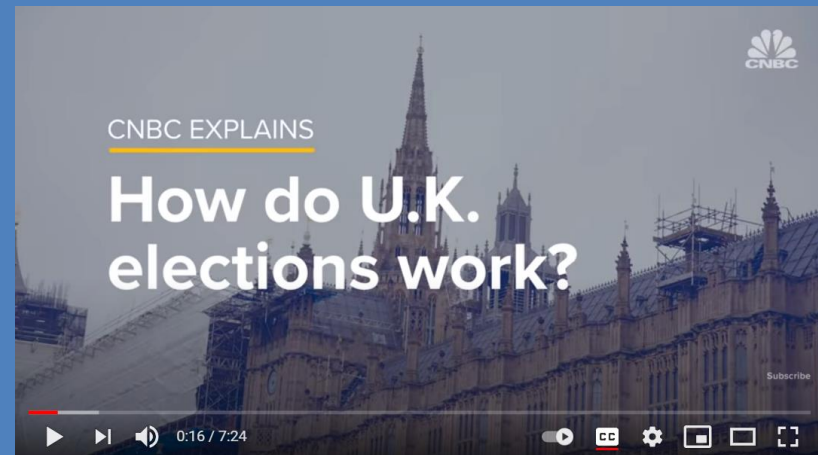 CNBC
CNBC EXPLAINS
How do U.K.
elections work?
Subscribe
0:16 / 7:24
CC